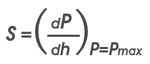 S = (dP/dh)P=Pmax